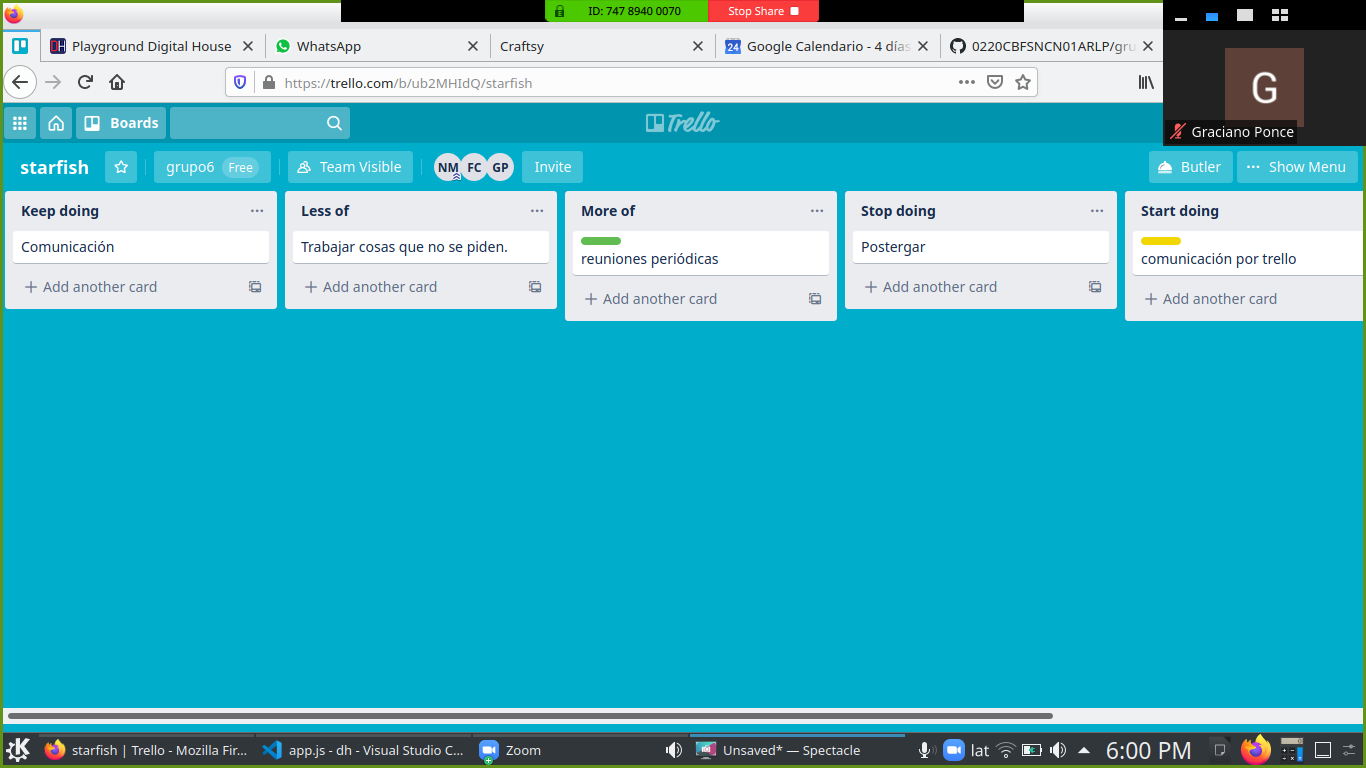 ID: 747 8940 0070
Stop Share
Playground Digital House
WhatsApp
Craftsy
24
Google Calendario - 4 días
0220CBFSNCN01ARLP/gru
https://trello.com/b/ub2MHIdQ/starfish
G
Graciano Ponce
Boards
Trello
starfish
grupo6 Free
Team Visible
NM FC GP
Invite
Butler
Show Menu
Keep doing
Comunicación
+ Add another card
Less of
Trabajar cosas que no se piden.
+ Add another card
More of
reuniones periódicas
+ Add another card
Stop doing
Postergar
+ Add another card
Start doing
comunicación por trello
+ Add another card
starfish | Trello - Mozilla Fir...
app.js - dh - Visual Studio C...
Zoom
Unsaved* — Spectacle
lat
6:00 PM